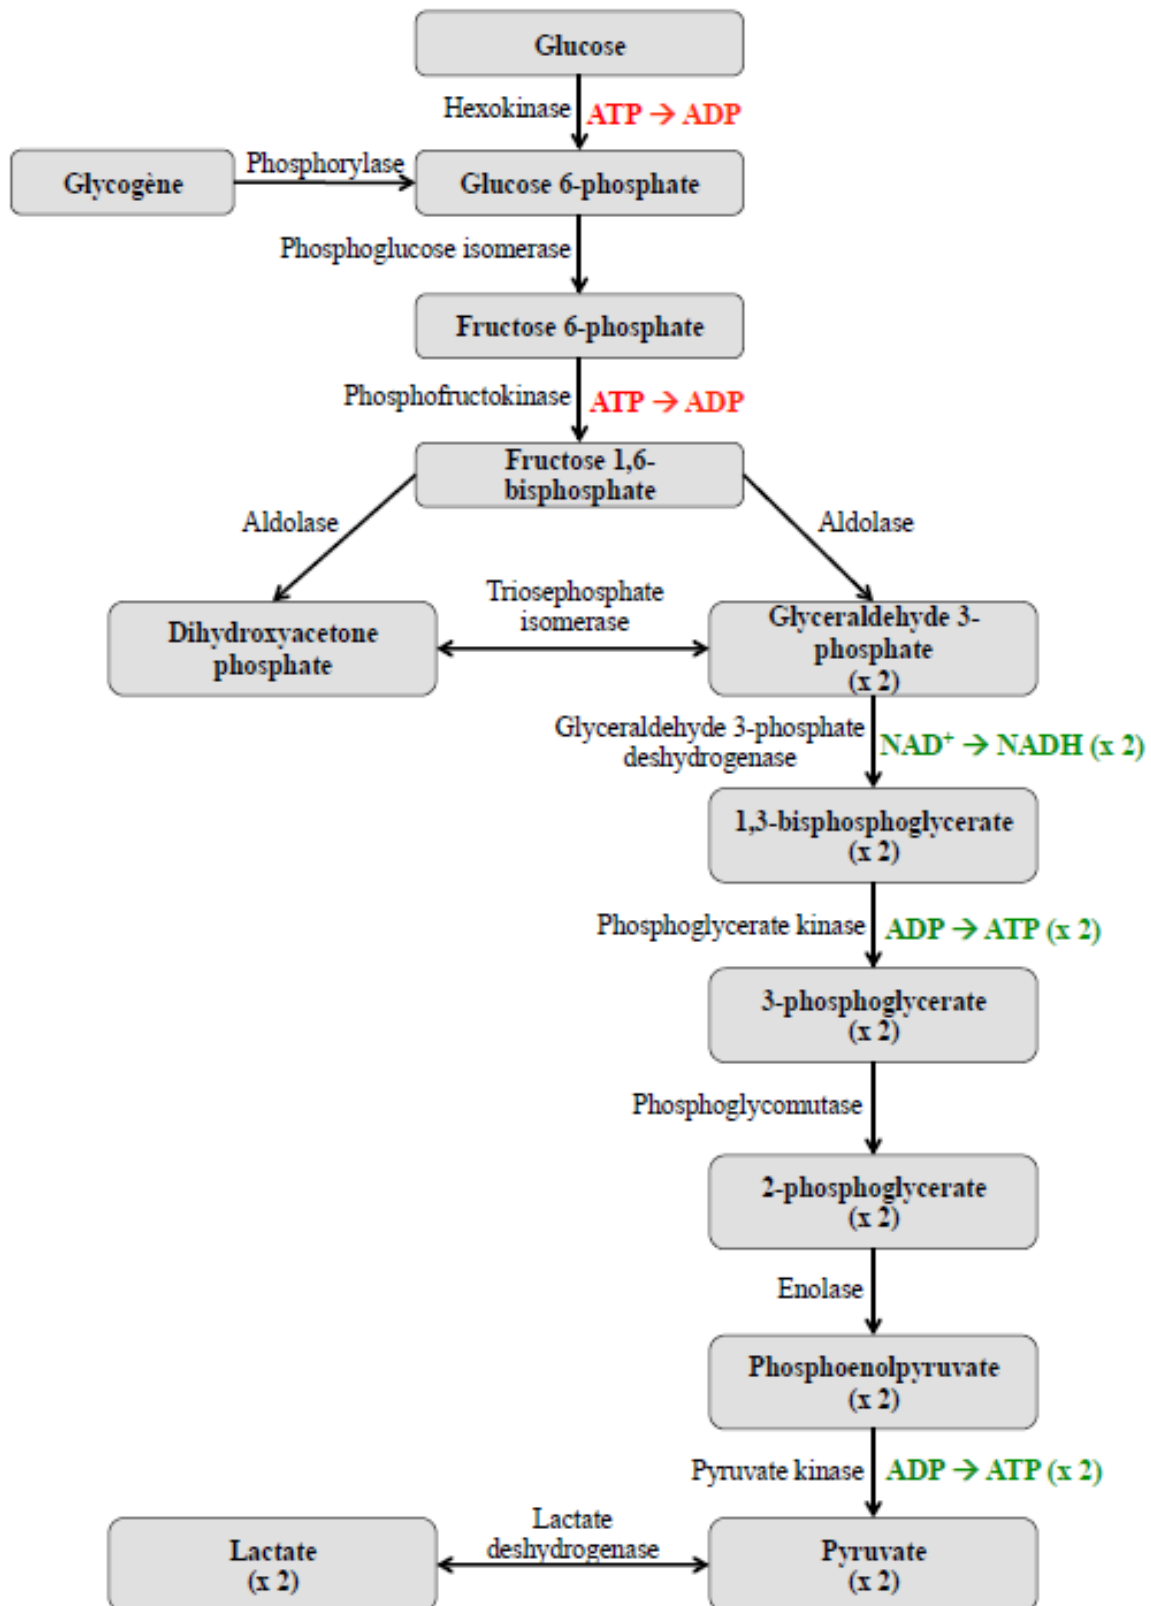 Glucose
Hexokinase
ATP → ADP
Glycogène
Phosphorylase
Glucose 6-phosphate
Phosphoglucose isomerase
Fructose 6-phosphate
Phosphofructokinase
ATP → ADP
Fructose 1,6-
bisphosphate
Aldolase
Aldolase
Dihydroxyacetone
phosphate
Triosephosphate
isomerase
Glyceraldehyde 3-
phosphate
(x 2)
Glyceraldehyde 3-phosphate
deshydrogenase
NAD⁺ → NADH (x 2)
1,3-bisphosphoglycerate
(x 2)
Phosphoglycerate kinase
ADP → ATP (x 2)
3-phosphoglycerate
(x 2)
Phosphoglycomutase
2-phosphoglycerate
(x 2)
Enolase
Phosphoenolpyruvate
(x 2)
Pyruvate kinase
ADP → ATP (x 2)
Lactate
(x 2)
Lactate
deshydrogenase
Pyruvate
(x 2)